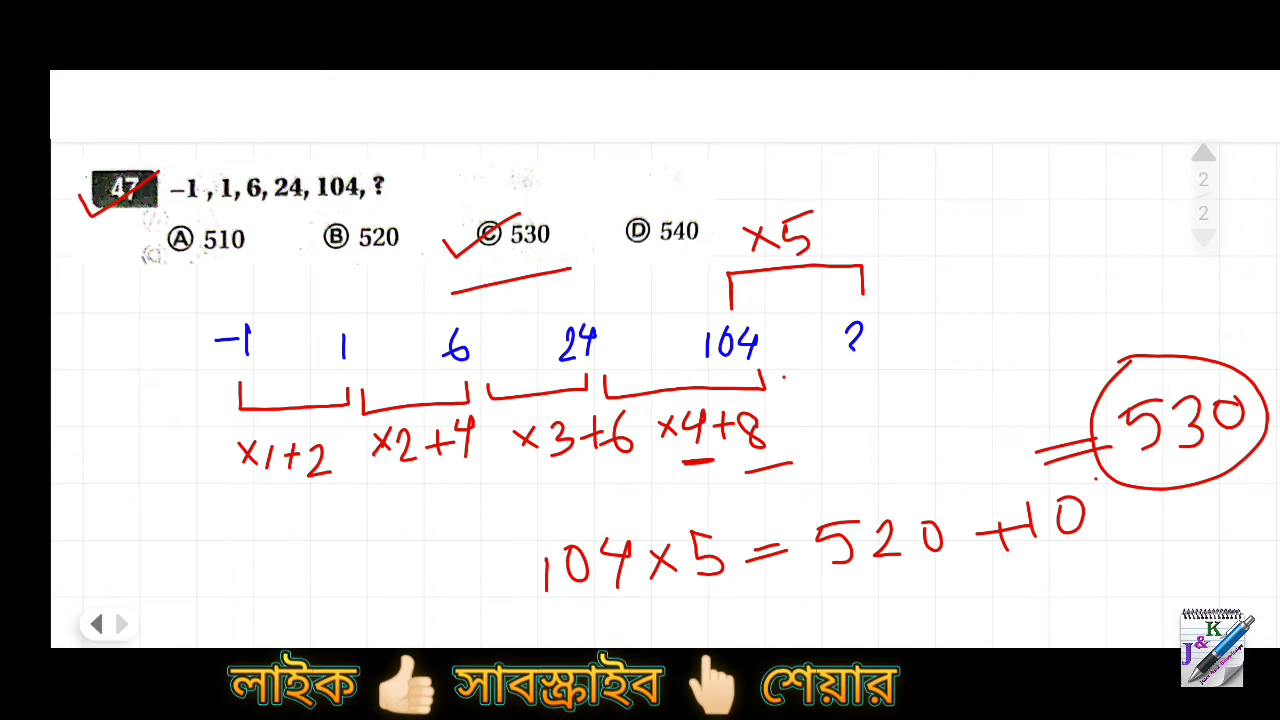 47 –1 , 1, 6, 24, 104, ?
Ⓐ 510 Ⓑ 520 Ⓒ 530 Ⓓ 540
×5
–1 1 6 24 104 ?
×1+2 ×2+4 ×3+6 ×4+8
= 530
104×5 = 520 +10
2
2
J&K
লাইক সাবস্ক্রাইব শেয়ার